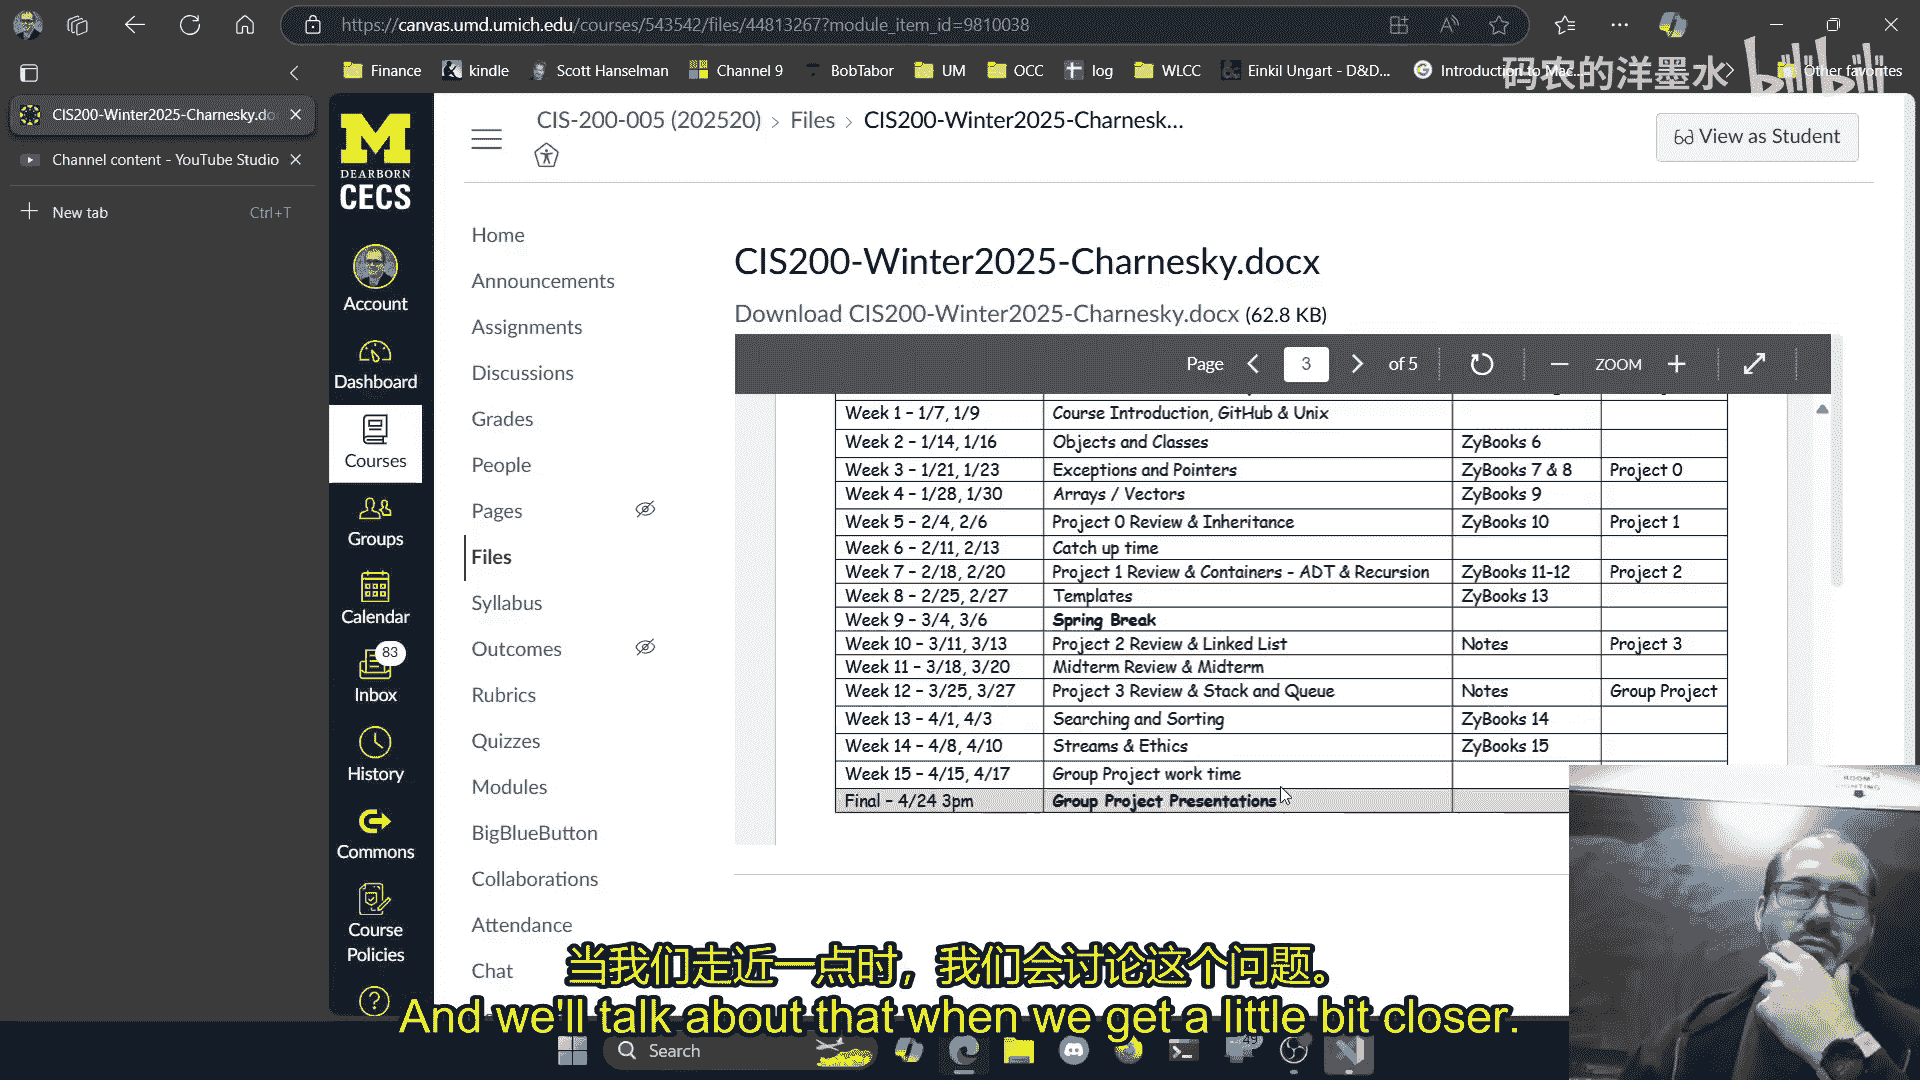 https://canvas.umd.umich.edu/courses/543542/files/44813267?module_item_id=9810038
Finance
kindle
Scott Hanselman
Channel 9
BobTabor
UM
OCC
log
WLCC
Einkil Ungart - D&D...
Introduction to Mac...
Other favorites
码农的洋墨水
bilibili
CIS200-Winter2025-Charnesky.do
Channel content - YouTube Studio
New tab
Ctrl+T
M
DEARBORN
CECS
Account
Dashboard
Courses
Groups
Calendar
83
Inbox
History
Commons
Course
Policies
CIS-200-005 (202520) > Files > CIS200-Winter2025-Charnesk...
View as Student
Home
Announcements
Assignments
Discussions
Grades
People
Pages
Files
Syllabus
Outcomes
Rubrics
Quizzes
Modules
BigBlueButton
Collaborations
Attendance
Chat
CIS200-Winter2025-Charnesky.docx
Download CIS200-Winter2025-Charnesky.docx (62.8 KB)
Page 3 of 5 ZOOM
Week 1 – 1/7, 1/9 Course Introduction, GitHub & Unix
Week 2 – 1/14, 1/16 Objects and Classes ZyBooks 6
Week 3 – 1/21, 1/23 Exceptions and Pointers ZyBooks 7 & 8 Project 0
Week 4 – 1/28, 1/30 Arrays / Vectors ZyBooks 9
Week 5 – 2/4, 2/6 Project 0 Review & Inheritance ZyBooks 10 Project 1
Week 6 – 2/11, 2/13 Catch up time
Week 7 – 2/18, 2/20 Project 1 Review & Containers - ADT & Recursion ZyBooks 11-12 Project 2
Week 8 – 2/25, 2/27 Templates ZyBooks 13
Week 9 – 3/4, 3/6 Spring Break
Week 10 – 3/11, 3/13 Project 2 Review & Linked List Notes Project 3
Week 11 – 3/18, 3/20 Midterm Review & Midterm
Week 12 – 3/25, 3/27 Project 3 Review & Stack and Queue Notes Group Project
Week 13 – 4/1, 4/3 Searching and Sorting ZyBooks 14
Week 14 – 4/8, 4/10 Streams & Ethics ZyBooks 15
Week 15 – 4/15, 4/17 Group Project work time
Final – 4/24 3pm Group Project Presentations
当我们走近一点时，我们会讨论这个问题。
And we'll talk about that when we get a little bit closer.
Search